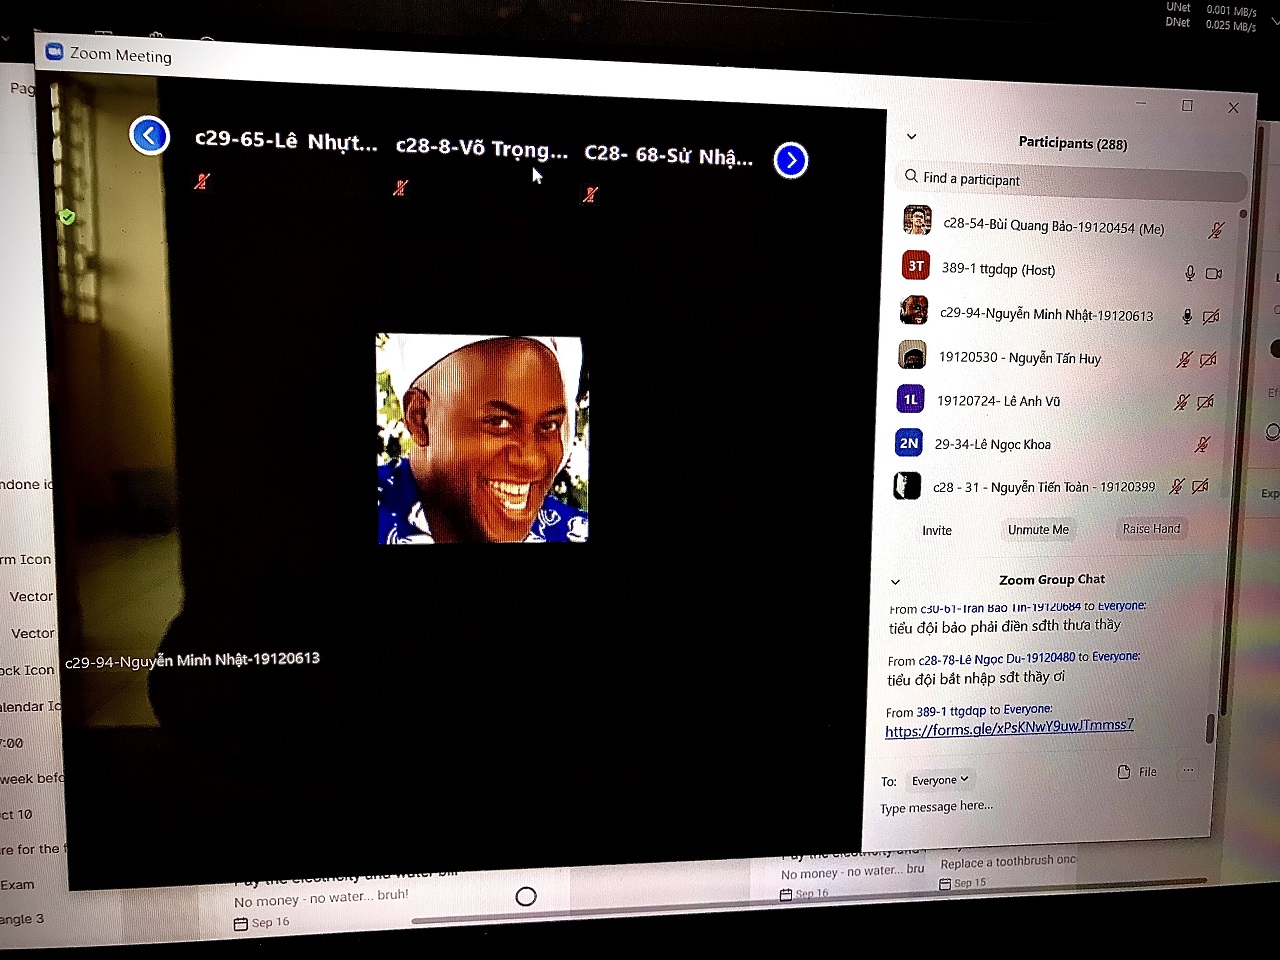 UNet 0.001 MB/s
DNet 0.025 MB/s
Zoom Meeting
Pag
c29-65-Lê Nhựt...
c28-8-Võ Trọng...
C28- 68-Sử Nhậ...
c29-94-Nguyễn Minh Nhật-19120613
Participants (288)
Find a participant
c28-54-Bùi Quang Bảo-19120454 (Me)
3T 389-1 ttgdqp (Host)
c29-94-Nguyễn Minh Nhật-19120613
19120530 - Nguyễn Tấn Huy
1L 19120724- Lê Anh Vũ
2N 29-34-Lê Ngọc Khoa
c28 - 31 - Nguyễn Tiến Toàn - 19120399
Invite Unmute Me Raise Hand
Zoom Group Chat
From c30-61-Trần Bảo Tín-19120684 to Everyone:
tiểu đội bảo phải điền sđth thưa thầy
From c28-78-Lê Ngọc Du-19120480 to Everyone:
tiểu đội bắt nhập sđt thầy ơi
From 389-1 ttgdqp to Everyone:
https://forms.gle/xPsKNwY9uwJTmmss7
To: Everyone
File
Type message here...
ndone ic
rm Icon
Vector
Vector
ock Icon
alendar Ic
7:00
week befo
ct 10
re for the f
Exam
angle 3
Pay the electricity and water bill
No money - no water... bruh!
Sep 16
No money - no water... bru
Sep 16
Replace a toothbrush onc
Sep 15
Exp